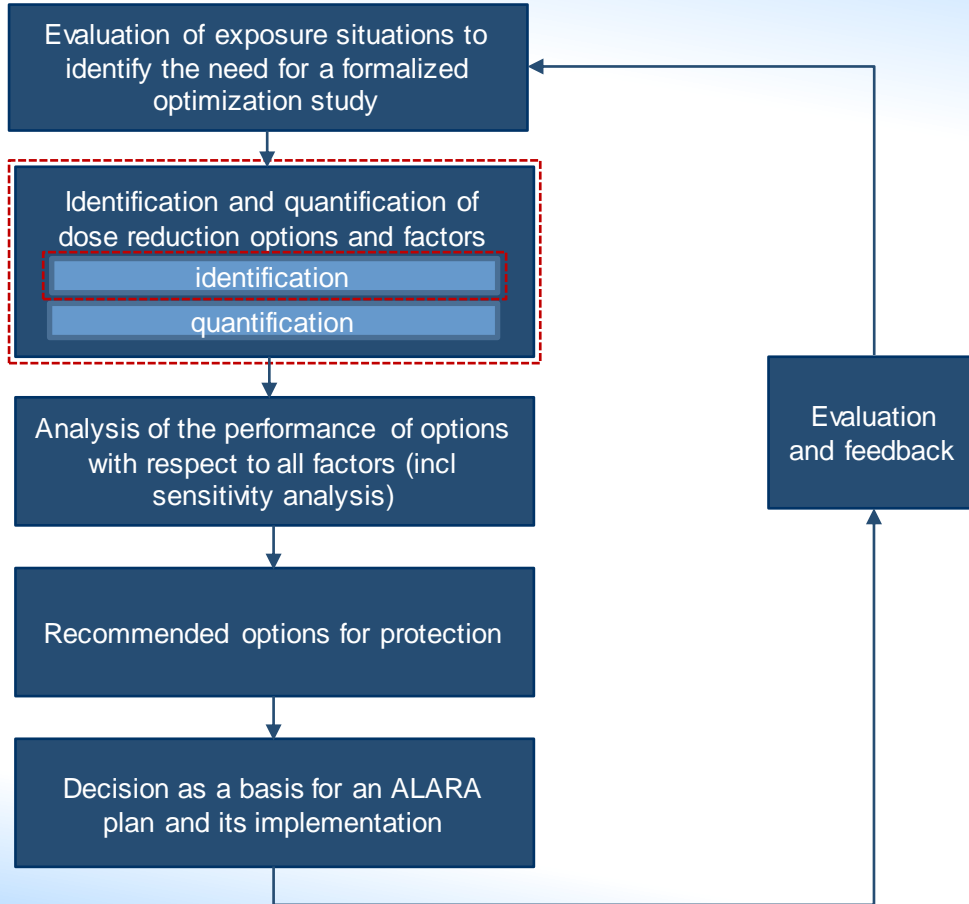 Evaluation of exposure situations to
identify the need for a formalized
optimization study
Identification and quantification of
dose reduction options and factors
identification
quantification
Analysis of the performance of options
with respect to all factors (incl
sensitivity analysis)
Evaluation
and feedback
Recommended options for protection
Decision as a basis for an ALARA
plan and its implementation